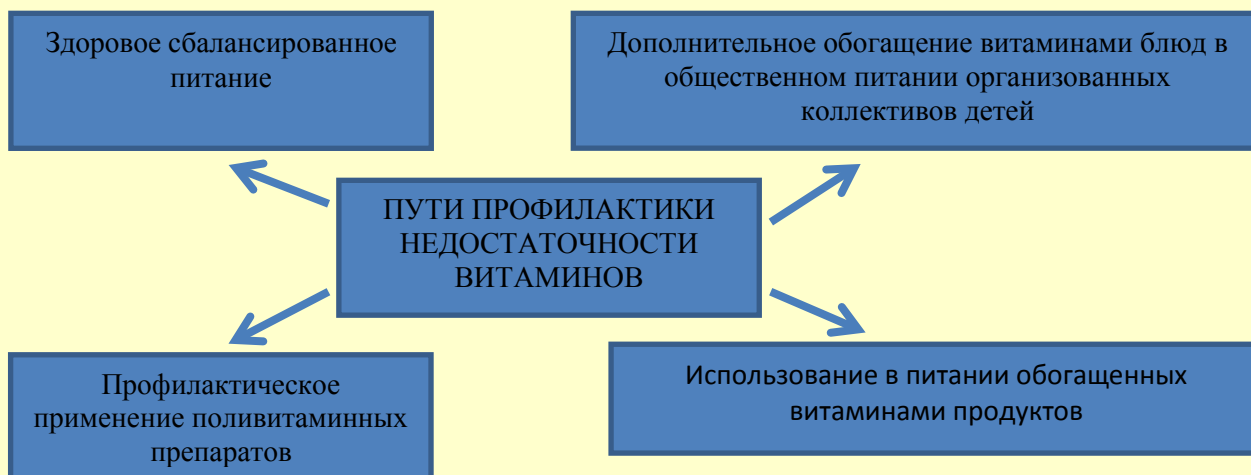 Здоровое сбалансированное
питание
Дополнительное обогащение витаминами блюд в
общественном питании организованных
коллективов детей
ПУТИ ПРОФИЛАКТИКИ
НЕДОСТАТОЧНОСТИ
ВИТАМИНОВ
Профилактическое
применение поливитаминных
препаратов
Использование в питании обогащенных
витаминами продуктов